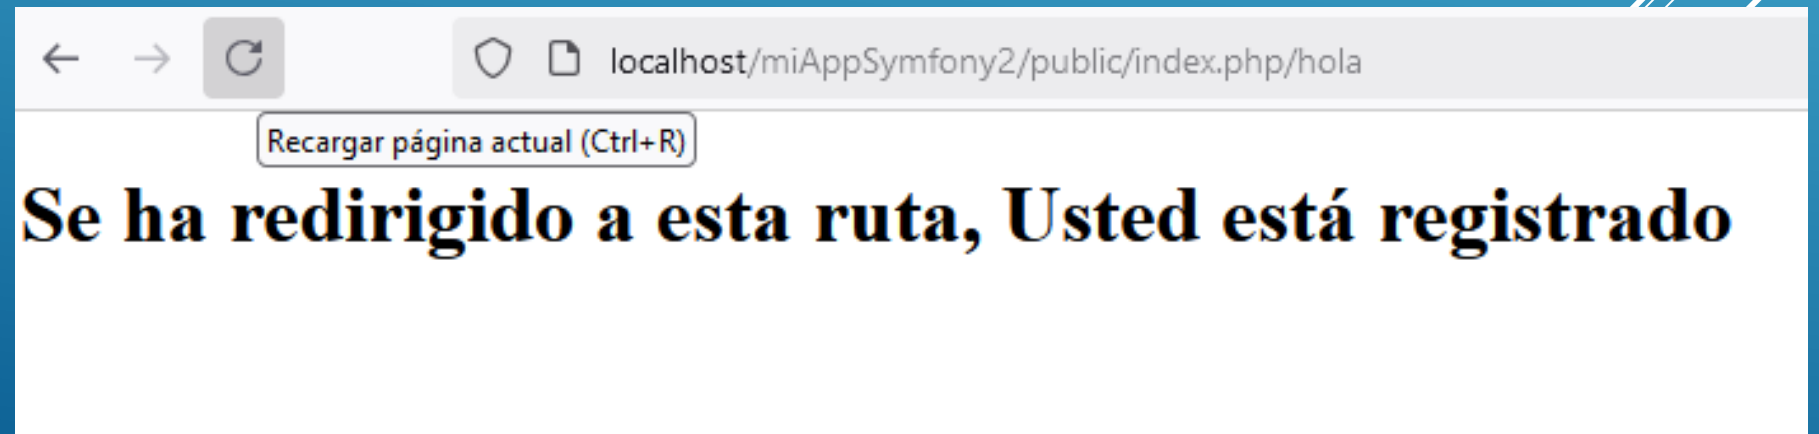 localhost/miAppSymfony2/public/index.php/hola
Recargar página actual (Ctrl+R)
Se ha redirigido a esta ruta, Usted está registrado